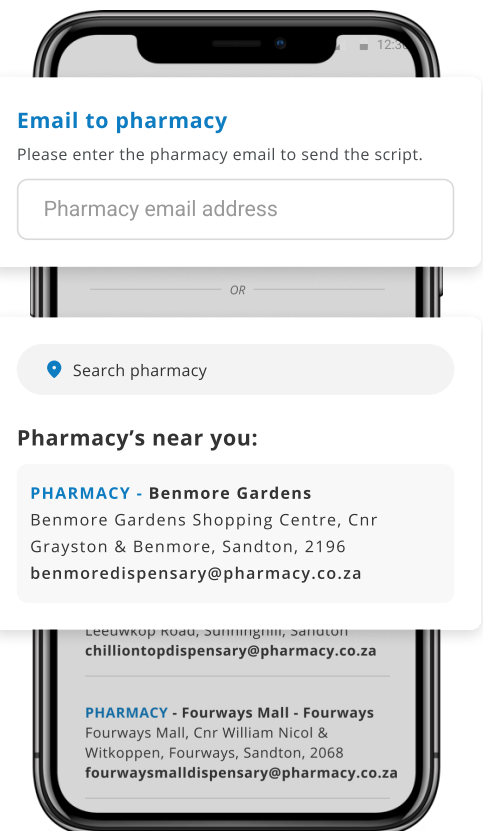 12:30
Email to pharmacy
Please enter the pharmacy email to send the script.
Pharmacy email address
OR
Search pharmacy
Pharmacy’s near you:
PHARMACY - Benmore Gardens
Benmore Gardens Shopping Centre, Cnr
Grayston & Benmore, Sandton, 2196
benmoredispensary@pharmacy.co.za
Leeuwkop Road, Sunninghill, Sandton
chilliontopdispensary@pharmacy.co.za
PHARMACY - Fourways Mall - Fourways
Fourways Mall, Cnr William Nicol &
Witkoppen, Fourways, Sandton, 2068
fourwaysmalldispensary@pharmacy.co.za